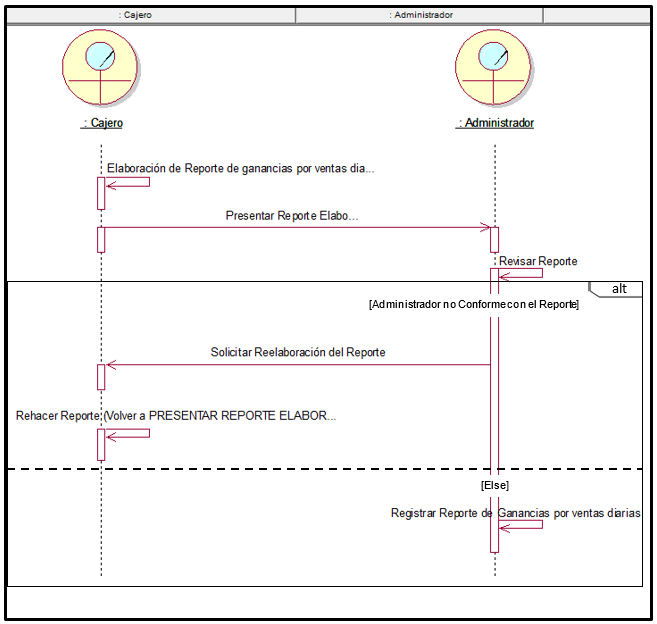 : Cajero
: Administrador
: Cajero
: Administrador
Elaboración de Reporte de ganancias por ventas dia...
Presentar Reporte Elabo...
Revisar Reporte
alt
[Administrador no Conforme con el Reporte]
Solicitar Reelaboración del Reporte
Rehacer Reporte (Volver a PRESENTAR REPORTE ELABOR...
[Else]
Registrar Reporte de Ganancias por ventas diarias